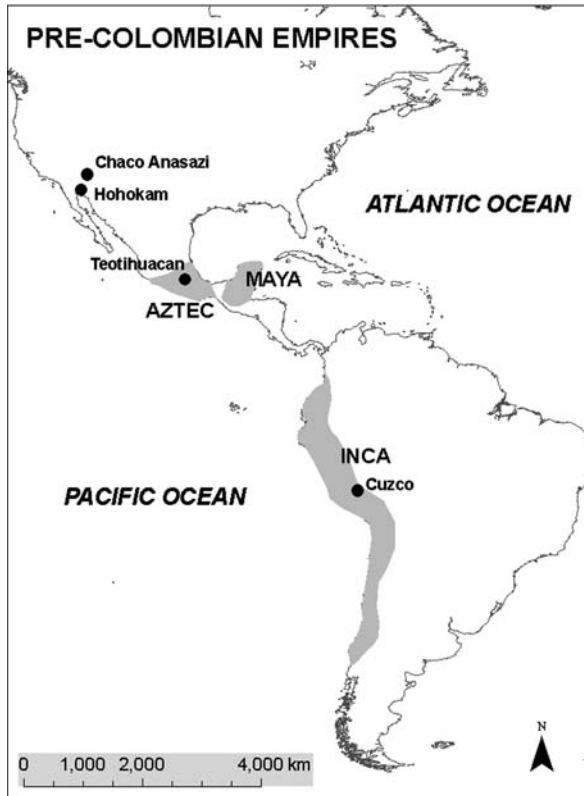 PRE-COLOMBIAN EMPIRES
Chaco Anasazi
Hohokam
ATLANTIC OCEAN
Teotihuacan
MAYA
AZTEC
INCA
Cuzco
PACIFIC OCEAN
N
0 1,000 2,000 4,000 km